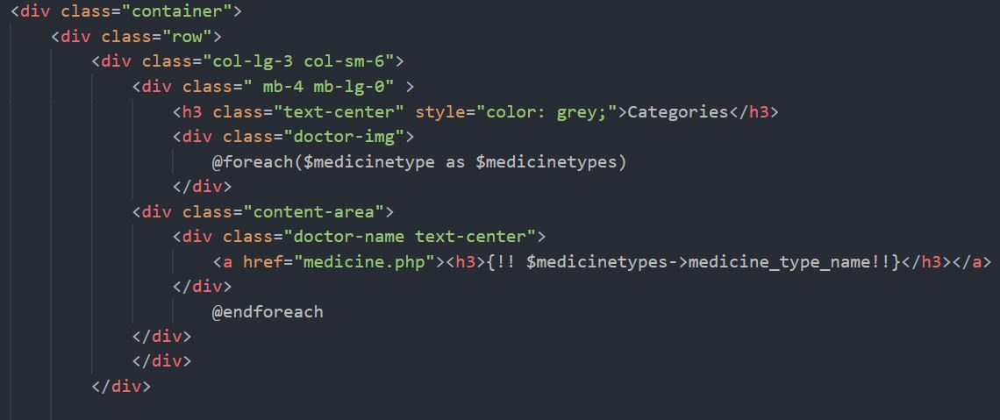 <div class="container">
<div class="row">
<div class="col-lg-3 col-sm-6">
<div class=" mb-4 mb-lg-0" >
<h3 class="text-center" style="color: grey;">Categories</h3>
<div class="doctor-img">
@foreach($medicinetype as $medicinetypes)
</div>
<div class="content-area">
<div class="doctor-name text-center">
<a href="medicine.php"><h3>{!! $medicinetypes->medicine_type_name!!}</h3></a>
</div>
@endforeach
</div>
</div>
</div>